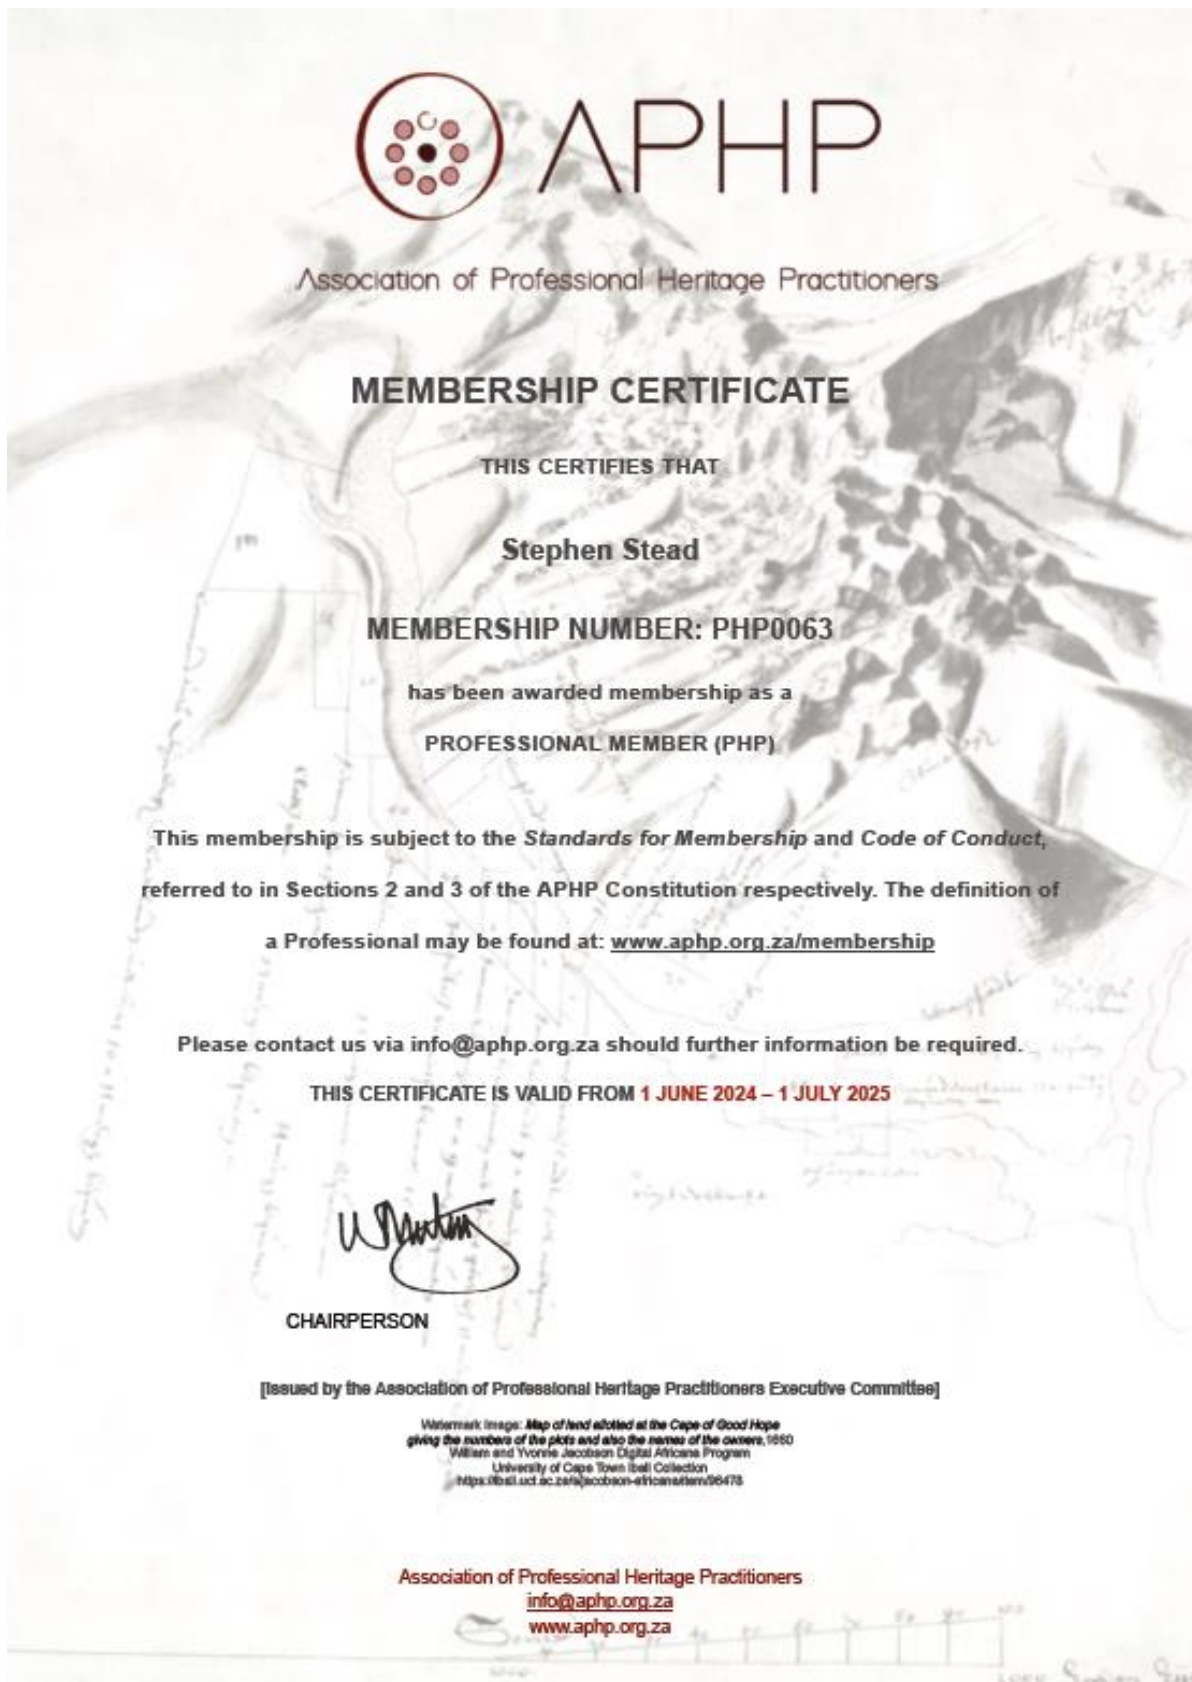 APHP
Association of Professional Heritage Practitioners
MEMBERSHIP CERTIFICATE
THIS CERTIFIES THAT
Stephen Stead
MEMBERSHIP NUMBER: PHP0063
has been awarded membership as a
PROFESSIONAL MEMBER (PHP)
This membership is subject to the Standards for Membership and Code of Conduct,
referred to in Sections 2 and 3 of the APHP Constitution respectively. The definition of
a Professional may be found at: www.aphp.org.za/membership
Please contact us via info@aphp.org.za should further information be required.
THIS CERTIFICATE IS VALID FROM 1 JUNE 2024 – 1 JULY 2025
CHAIRPERSON
[Issued by the Association of Professional Heritage Practitioners Executive Committee]
Watermark Image: Map of land allotted at the Cape of Good Hope
giving the numbers of the plots and also the names of the owners, 1660
William and Yvonne Jacobson Digital Africana Program
University of Cape Town Ibali Collection
Association of Professional Heritage Practitioners
info@aphp.org.za
www.aphp.org.za